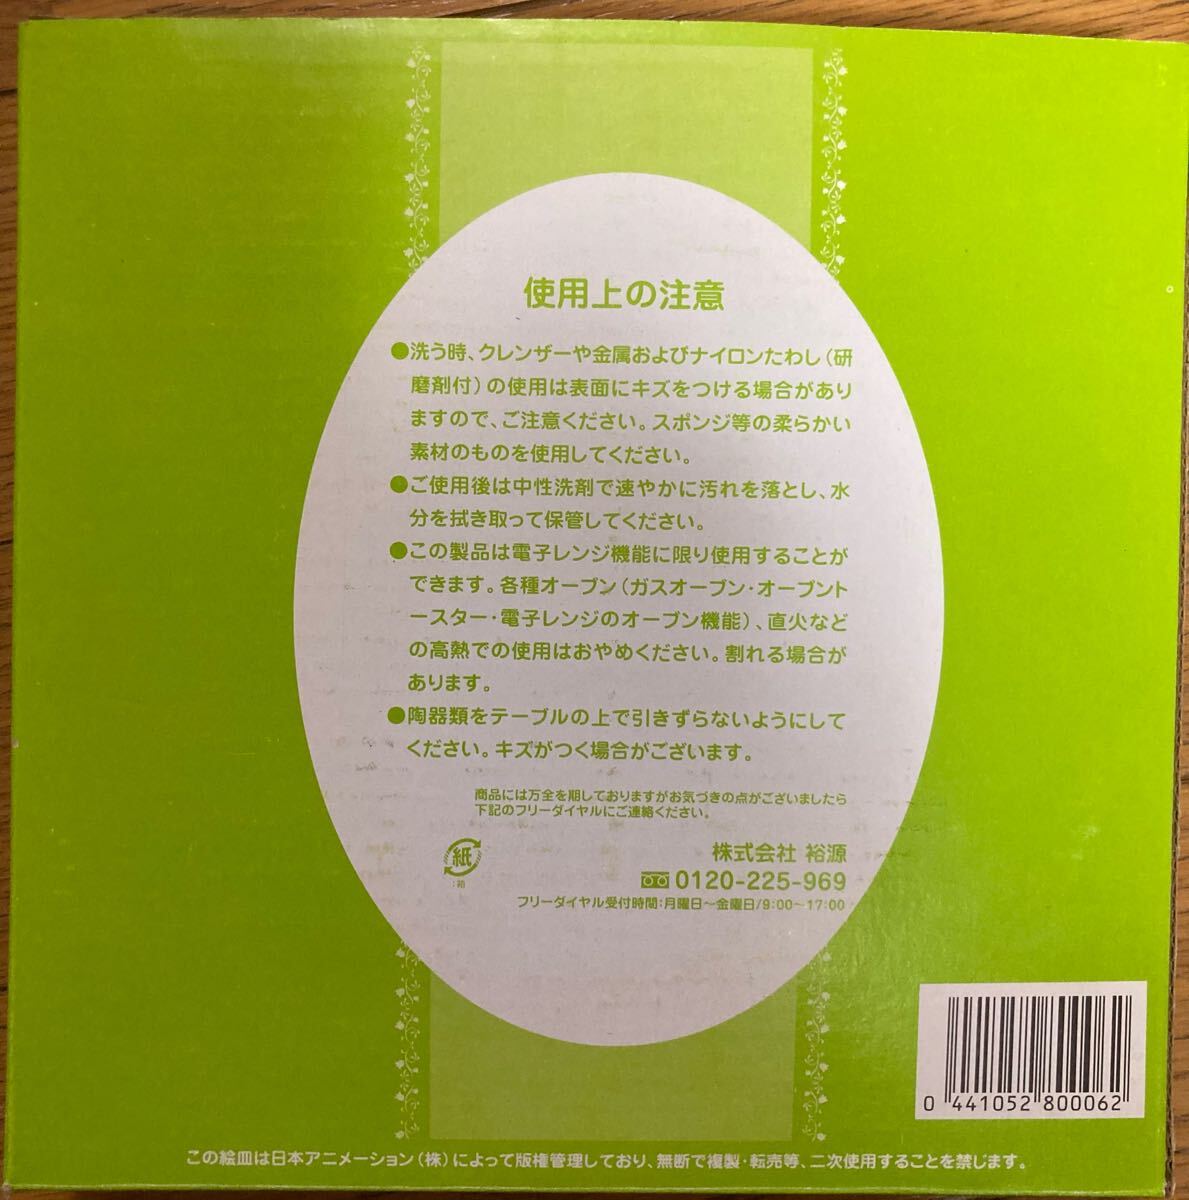 使用上の注意
●洗う時、クレンザーや金属およびナイロンたわし(研
磨剤付)の使用は表面にキズをつける場合があり
ますので、ご注意ください。スポンジ等の柔らかい
素材のものを使用してください。
●ご使用後は中性洗剤で速やかに汚れを落とし、水
分を拭き取って保管してください。
●この製品は電子レンジ機能に限り使用することが
できます。各種オーブン(ガスオーブン・オーブント
ースター・電子レンジのオーブン機能)、直火など
の高熱での使用はおやめください。割れる場合が
あります。
●陶器類をテーブルの上で引きずらないようにして
ください。キズがつく場合がございます。
商品には万全を期しておりますがお気づきの点がございましたら
下記のフリーダイヤルにご連絡ください。
紙
:箱
株式会社 裕源
0120-225-969
フリーダイヤル受付時間:月曜日〜金曜日/9:00〜17:00
0 441052 800062
この絵皿は日本アニメーション(株)によって版権管理しており、無断で複製・転売等、二次使用することを禁じます。